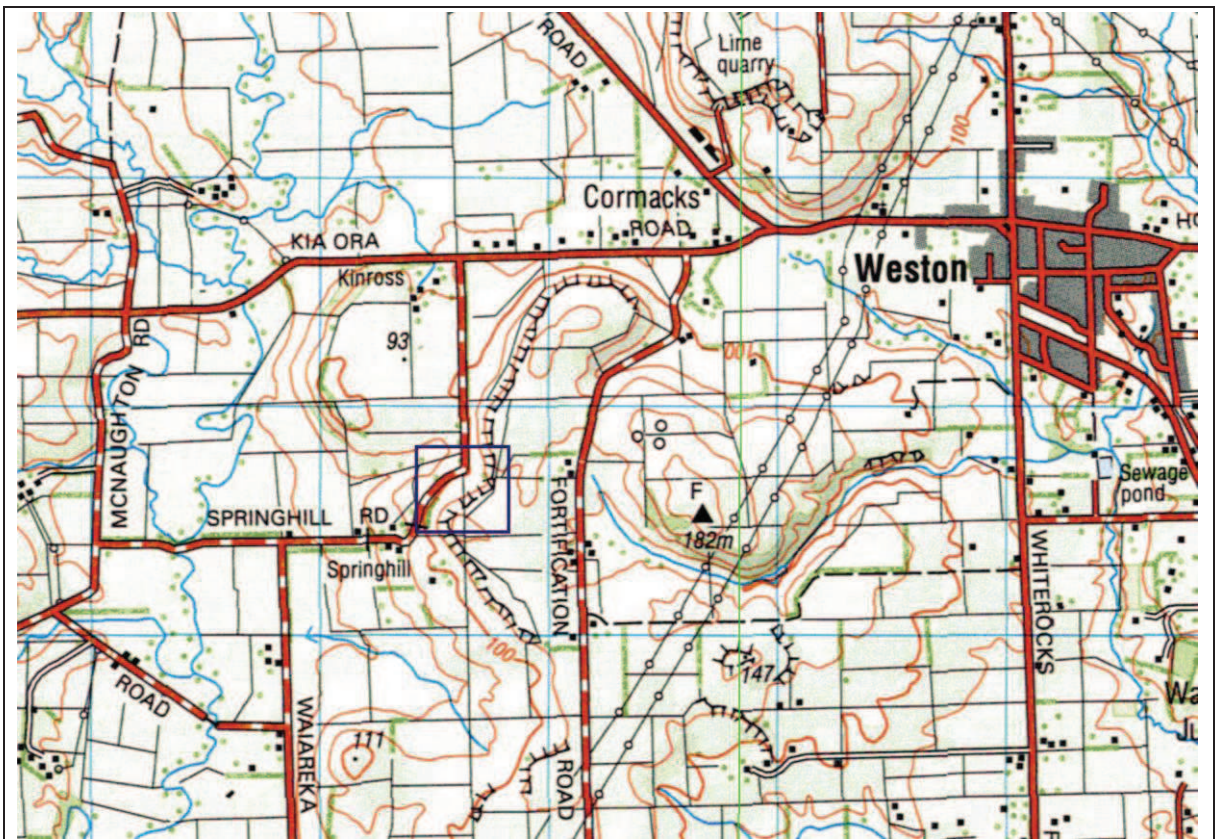 ROAD
Lime
quarry
100
Cormacks
ROAD
KIA ORA
Kinross
Weston
RD
93
100
MCNAUGHTON
SPRINGHILL RD
FORTIFICATION
F
182m
Sewage
pond
Springhill
WHITEROCKS
100
147
ROAD
WAIAREKA
111
ROAD